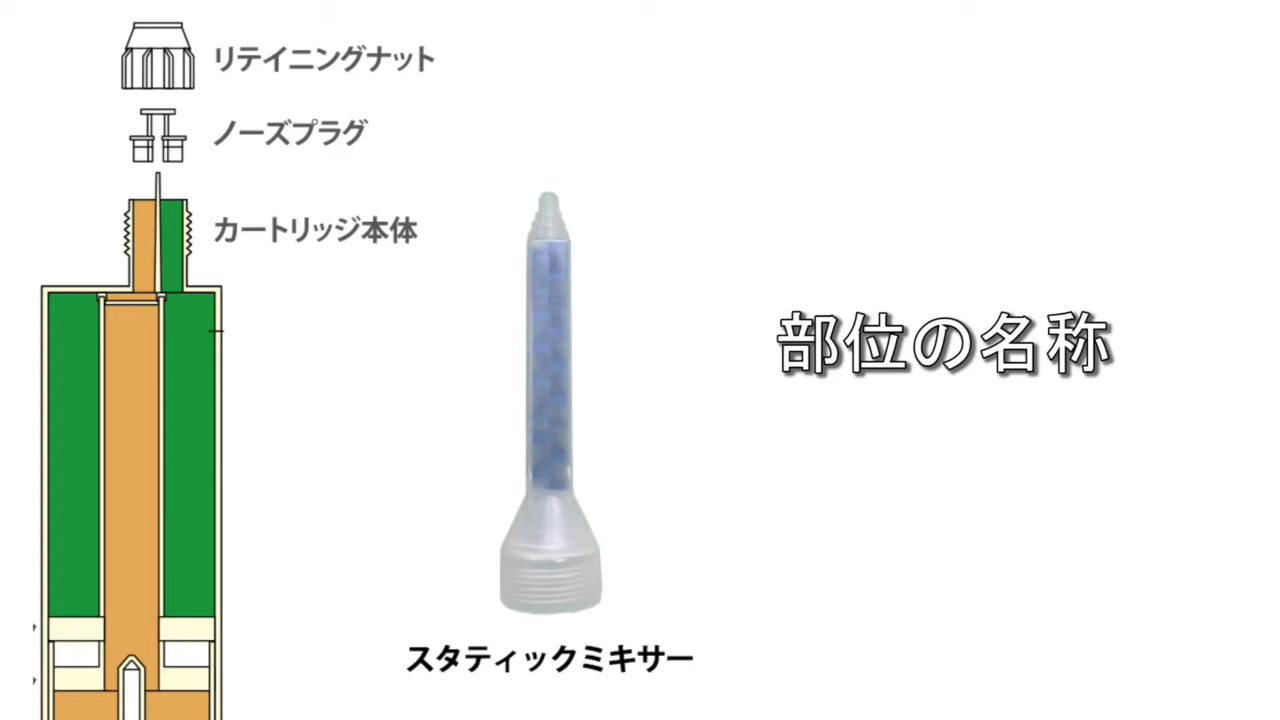 リテイニングナット
ノーズプラグ
カートリッジ本体
部位の名称
スタティックミキサー